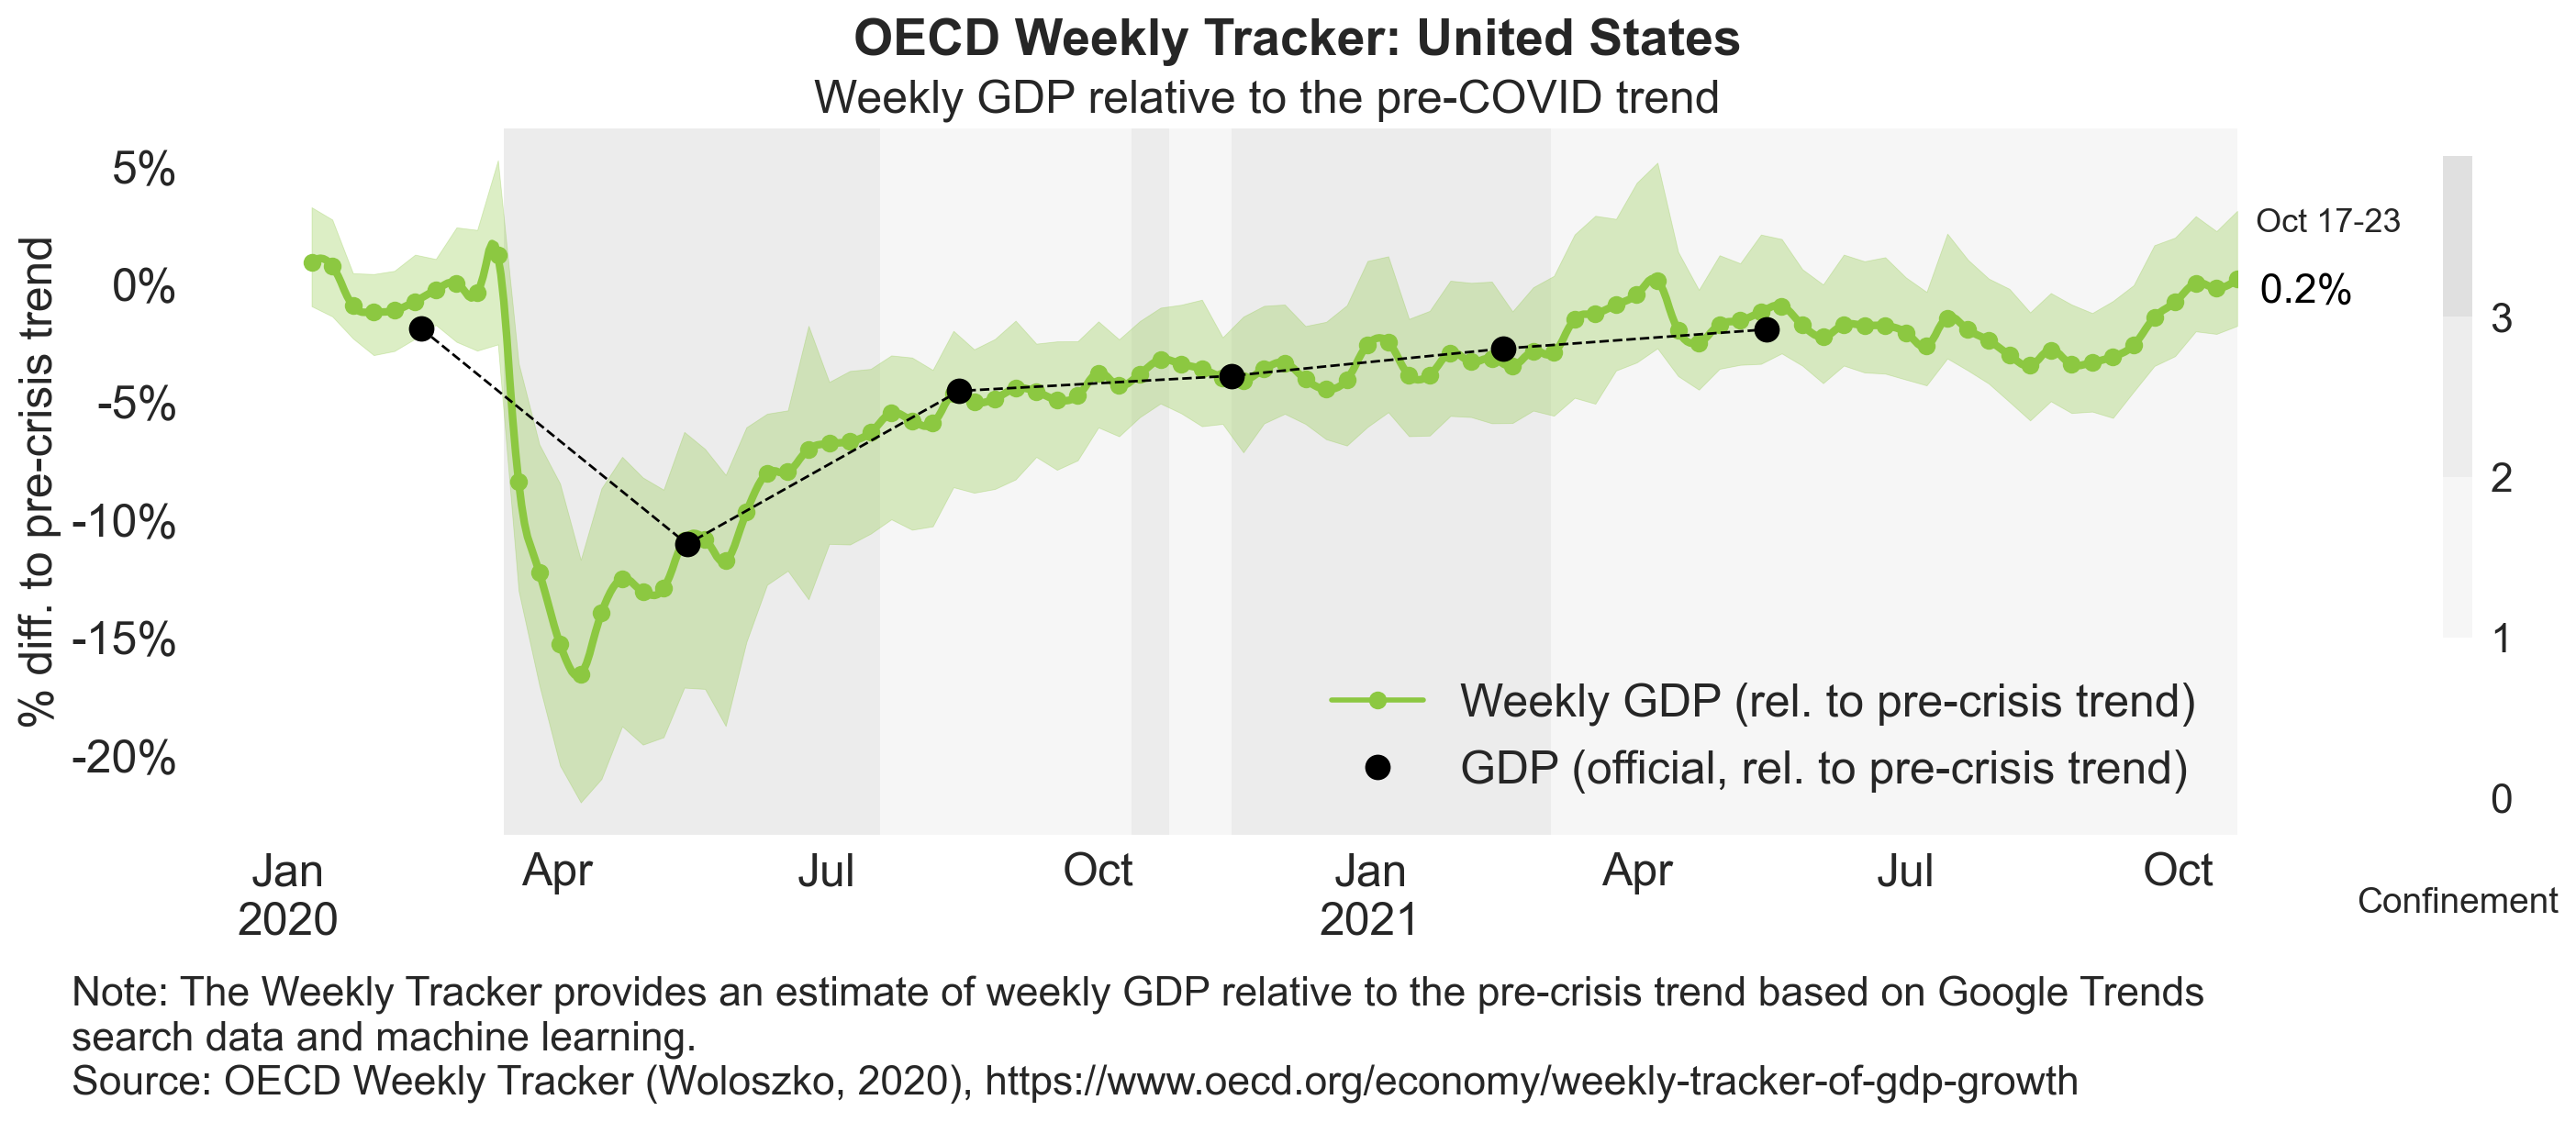 OECD Weekly Tracker: United States
Weekly GDP relative to the pre-COVID trend
% diff. to pre-crisis trend
5%
0%
-5%
-10%
-15%
-20%
Oct 17-23
0.2%
3
2
1
0
Confinement
Weekly GDP (rel. to pre-crisis trend)
GDP (official, rel. to pre-crisis trend)
Jan Apr Jul Oct Jan Apr Jul Oct
2020 2021
Note: The Weekly Tracker provides an estimate of weekly GDP relative to the pre-crisis trend based on Google Trends
search data and machine learning.
Source: OECD Weekly Tracker (Woloszko, 2020), https://www.oecd.org/economy/weekly-tracker-of-gdp-growth